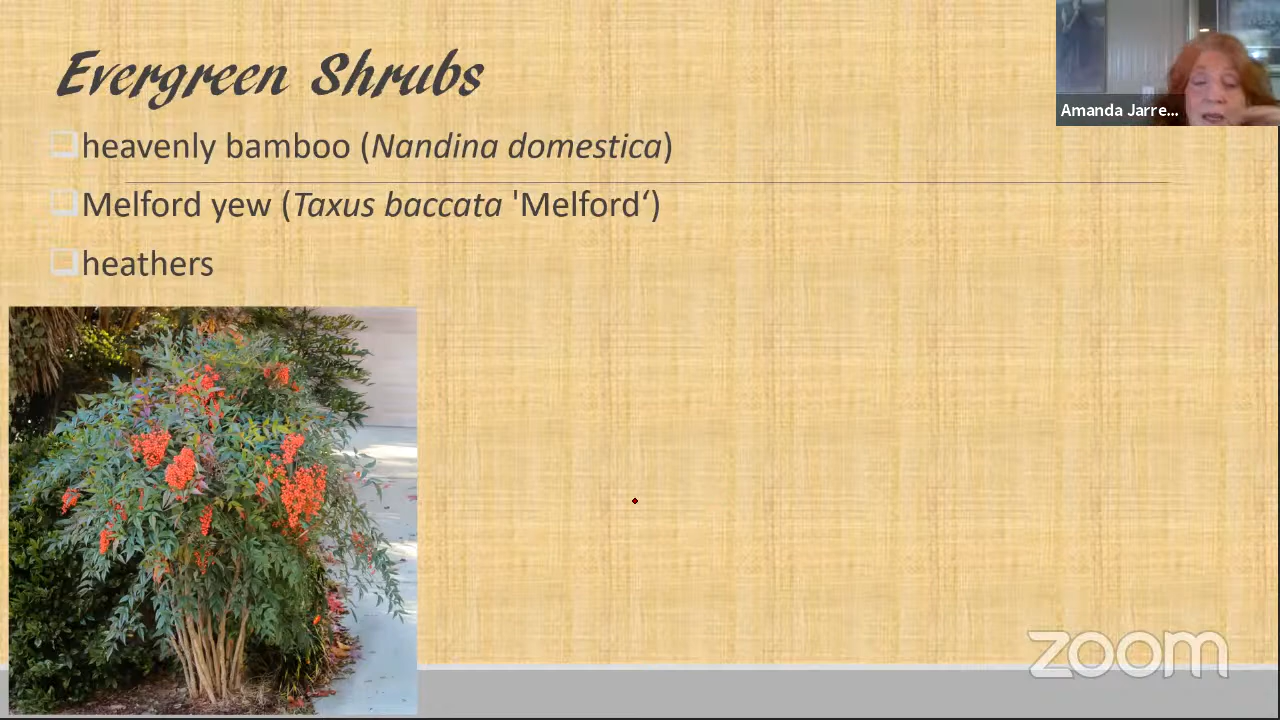 Evergreen Shrubs
Amanda Jarre...
heavenly bamboo (Nandina domestica)
Melford yew (Taxus baccata 'Melford‘)
heathers
zoom